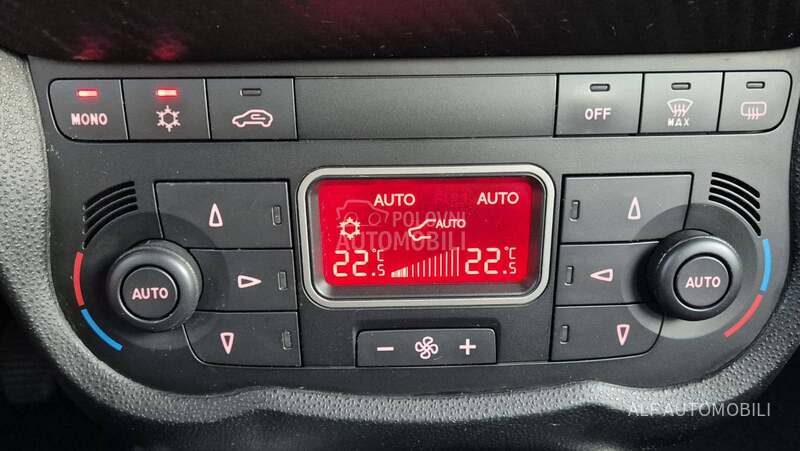 MONO
OFF
MAX
AUTO AUTO
POLOVNI
AUTOMOBILI
AUTO
22.5°C 22.5°C
AUTO
AUTO
- +
ALF AUTOMOBILI